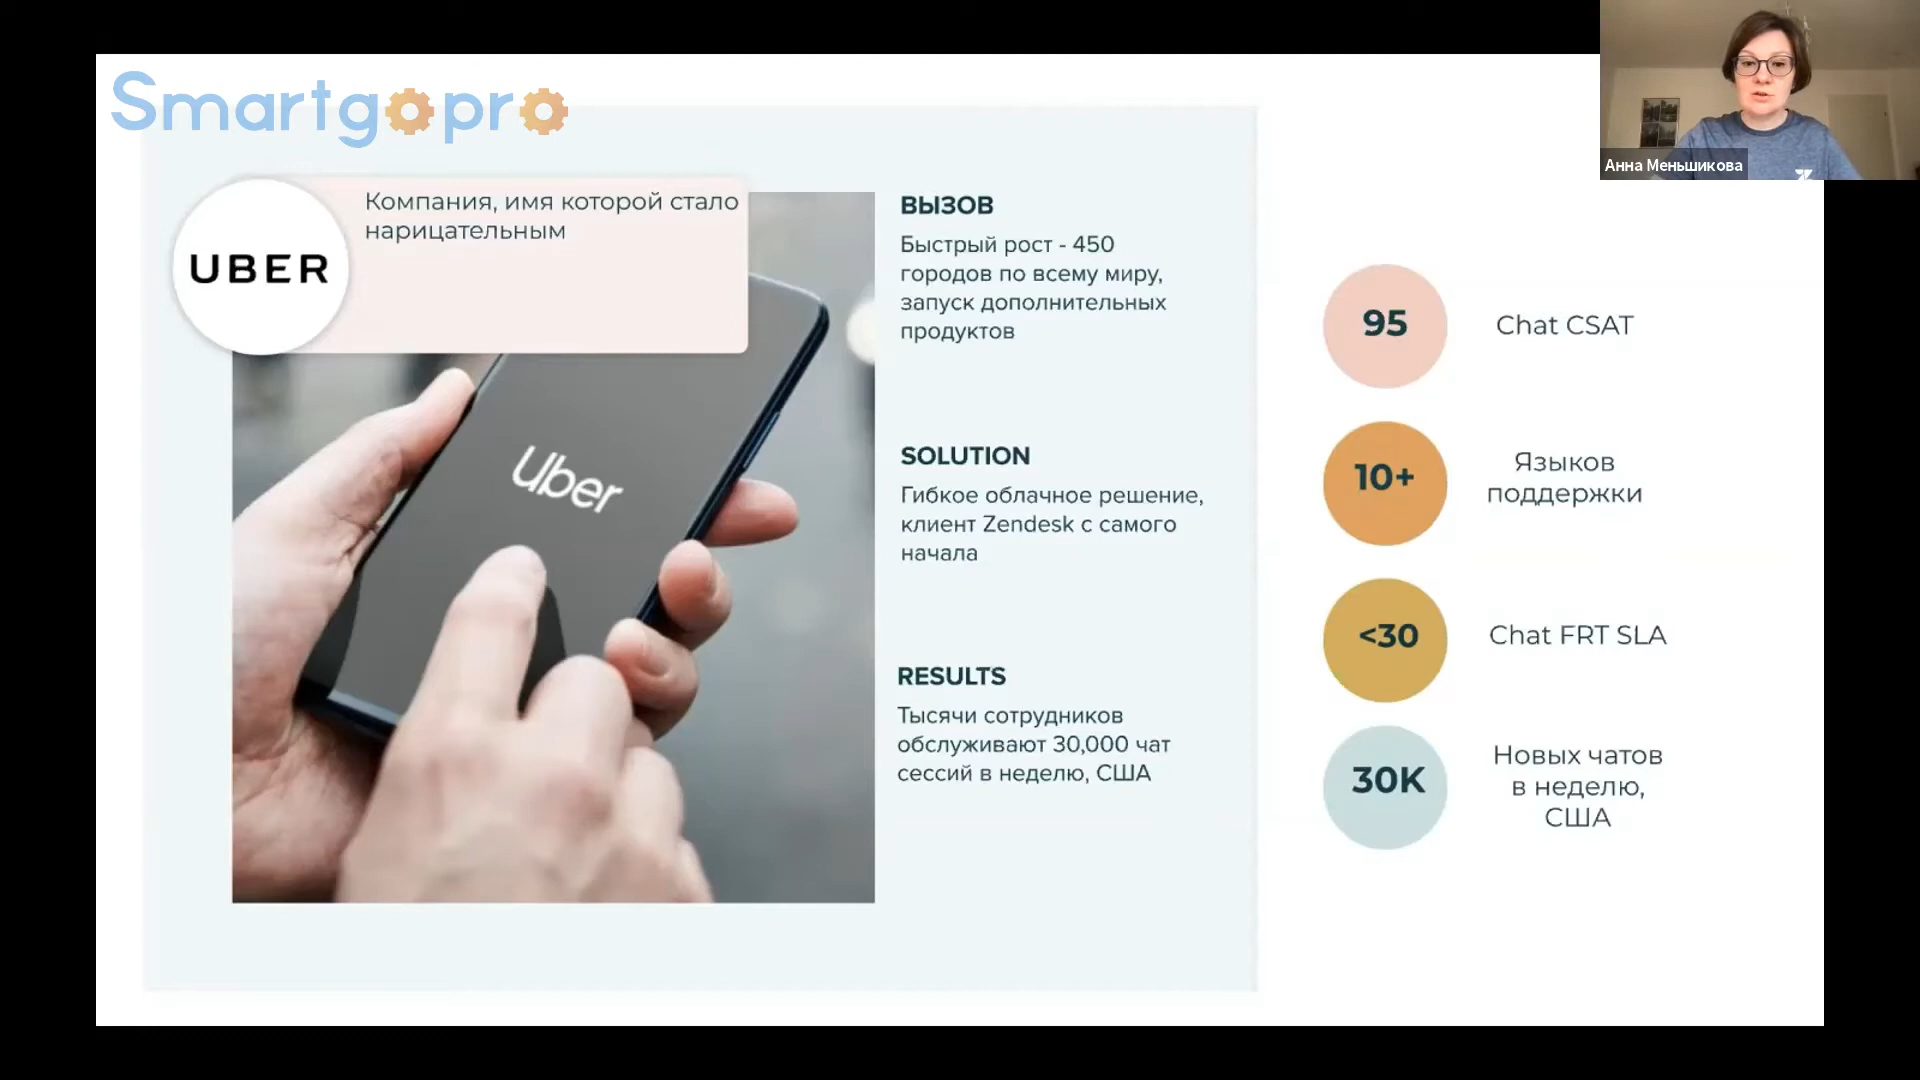 Smartgopro
Анна Меньшикова
UBER
Компания, имя которой стало
нарицательным
Uber
ВЫЗОВ
Быстрый рост - 450
городов по всему миру,
запуск дополнительных
продуктов
SOLUTION
Гибкое облачное решение,
клиент Zendesk с самого
начала
RESULTS
Тысячи сотрудников
обслуживают 30,000 чат
сессий в неделю, США
95
Chat CSAT
10+
Языков
поддержки
<30
Chat FRT SLA
30K
Новых чатов
в неделю,
США